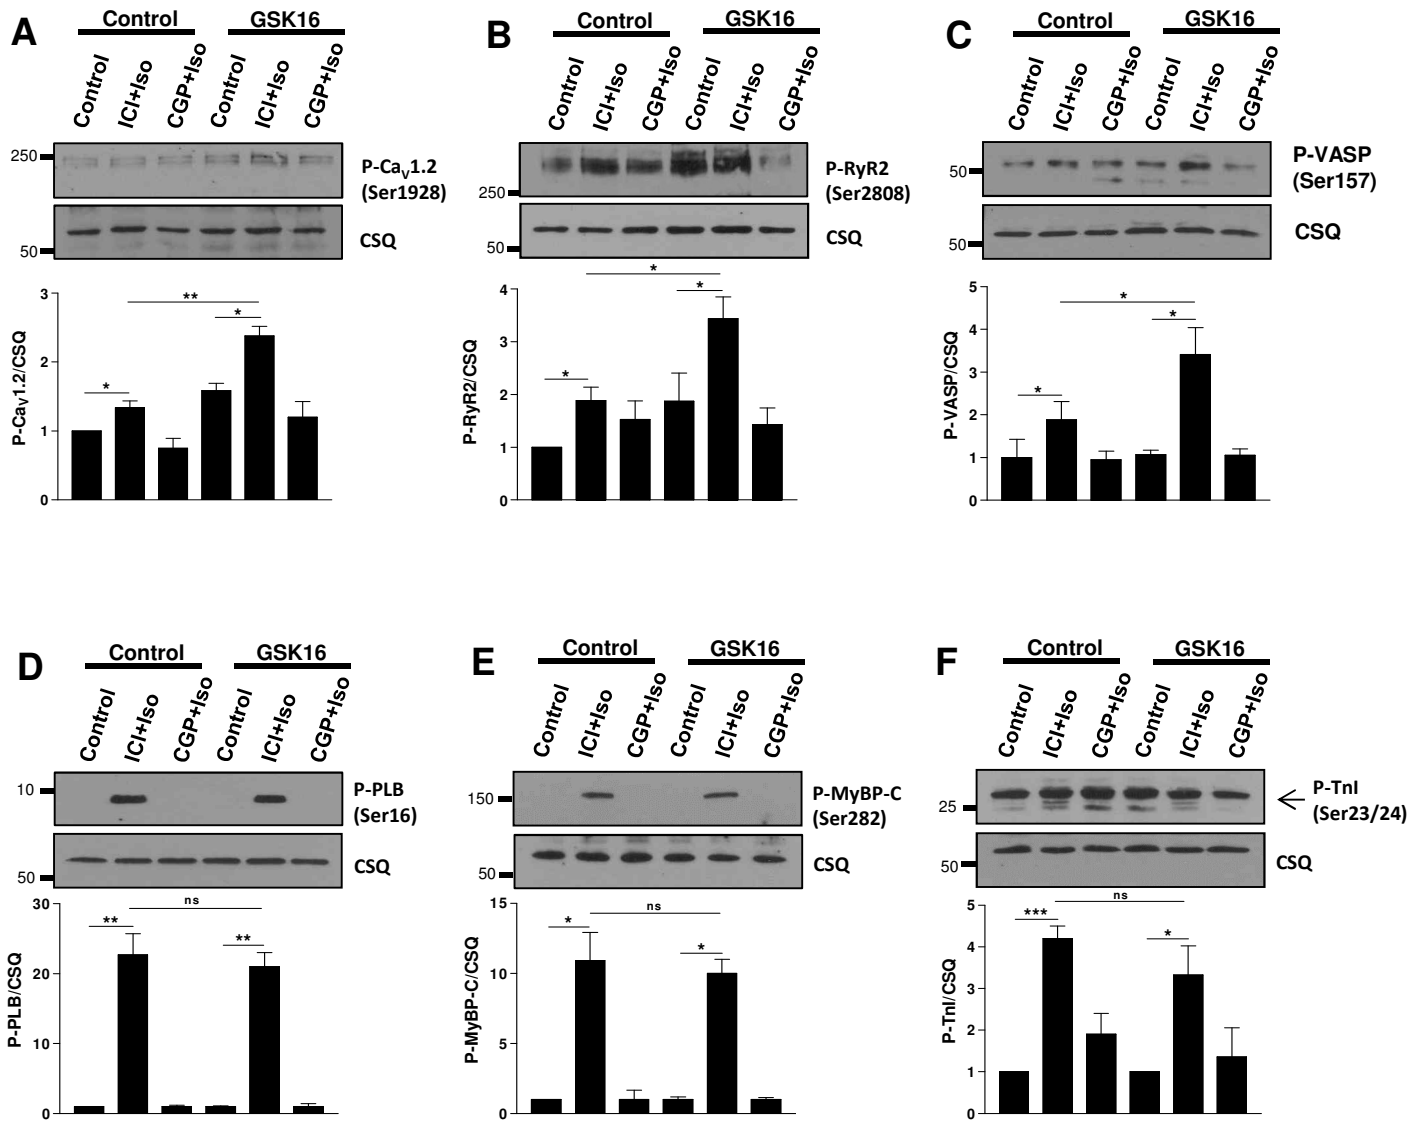 A
Control
GSK16
Control
ICI+Iso
CGP+Iso
Control
ICI+Iso
CGP+Iso
250
P-CaV1.2
(Ser1928)
50
CSQ
P-CaV1.2/CSQ
3
2
1
0
*
**
*
B
Control
GSK16
Control
ICI+Iso
CGP+Iso
Control
ICI+Iso
CGP+Iso
250
P-RyR2
(Ser2808)
50
CSQ
P-RyR2/CSQ
4
3
2
1
0
*
*
*
C
Control
GSK16
Control
ICI+Iso
CGP+Iso
Control
ICI+Iso
CGP+Iso
50
P-VASP
(Ser157)
50
CSQ
P-VASP/CSQ
5
4
3
2
1
0
*
*
*
D
Control
GSK16
Control
ICI+Iso
CGP+Iso
Control
ICI+Iso
CGP+Iso
10
P-PLB
(Ser16)
50
CSQ
P-PLB/CSQ
30
20
10
0
**
ns
**
E
Control
GSK16
Control
ICI+Iso
CGP+Iso
Control
ICI+Iso
CGP+Iso
150
P-MyBP-C
(Ser282)
50
CSQ
P-MyBP-C/CSQ
15
10
5
0
*
ns
*
F
Control
GSK16
Control
ICI+Iso
CGP+Iso
Control
ICI+Iso
CGP+Iso
25
P-TnI
(Ser23/24)
50
CSQ
P-TnI/CSQ
5
4
3
2
1
0
***
ns
*